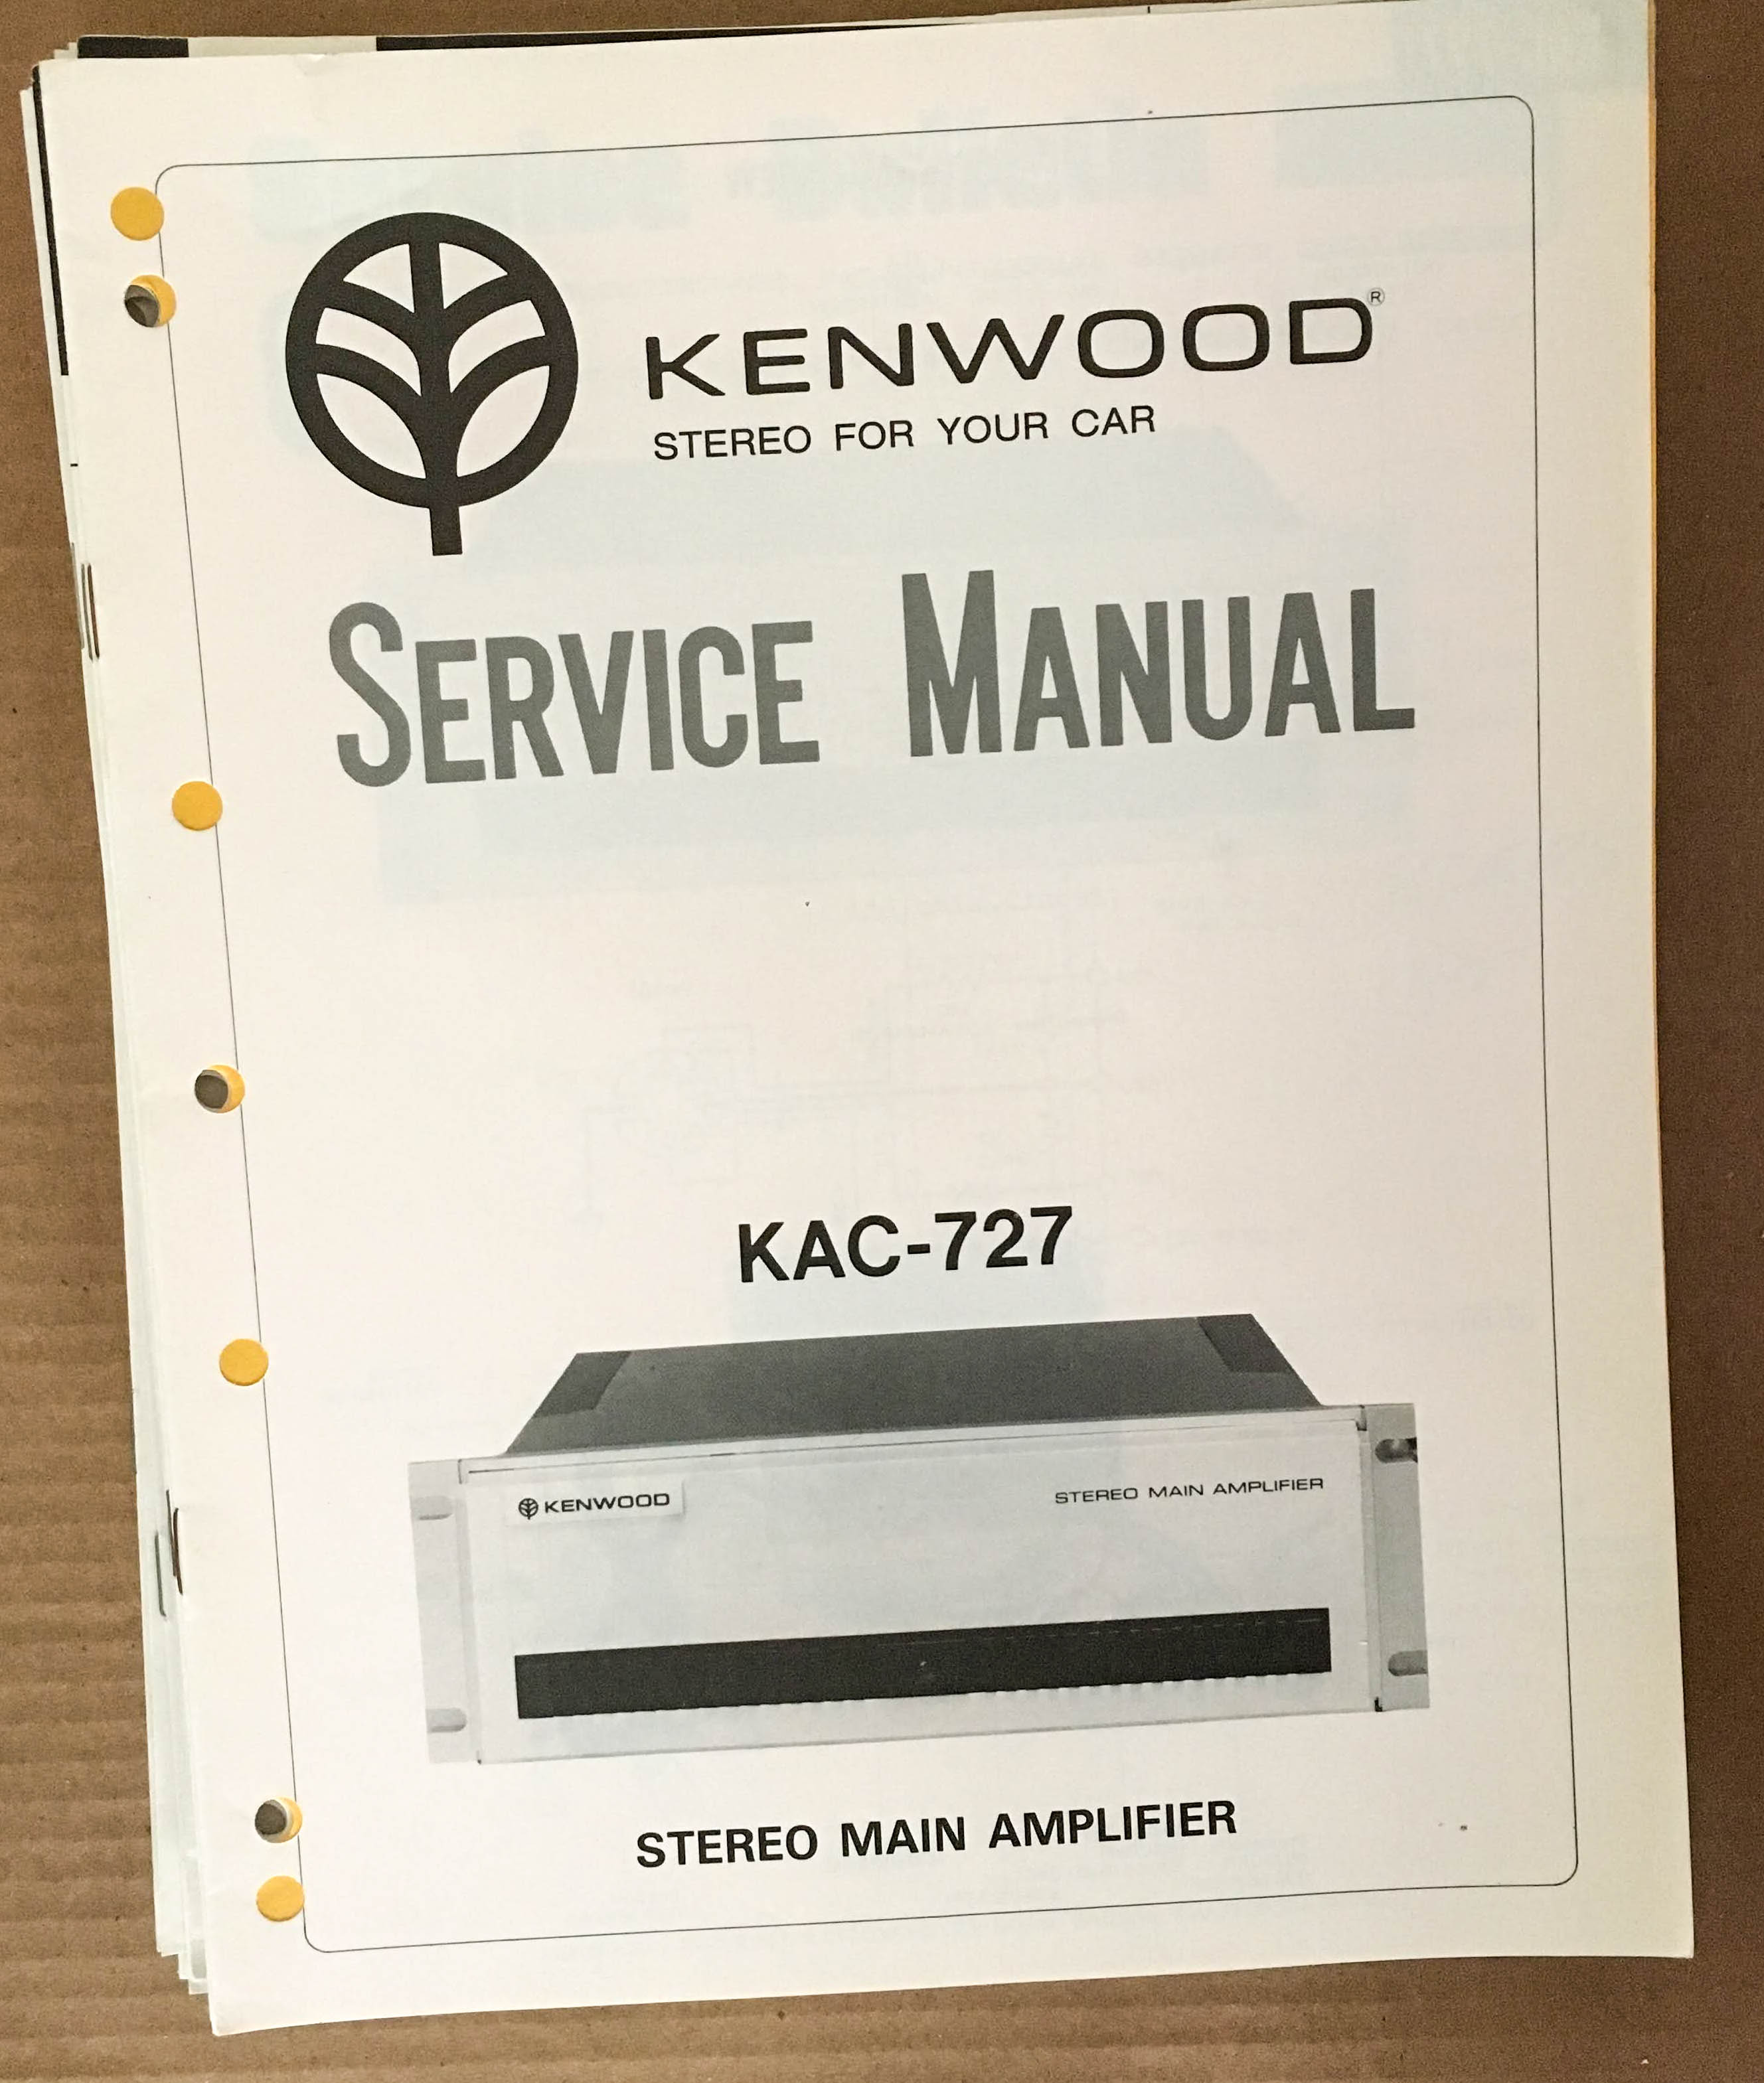 KENWOOD®
STEREO FOR YOUR CAR
SERVICE MANUAL
KAC-727
KENWOOD
STEREO MAIN AMPLIFIER
STEREO MAIN AMPLIFIER